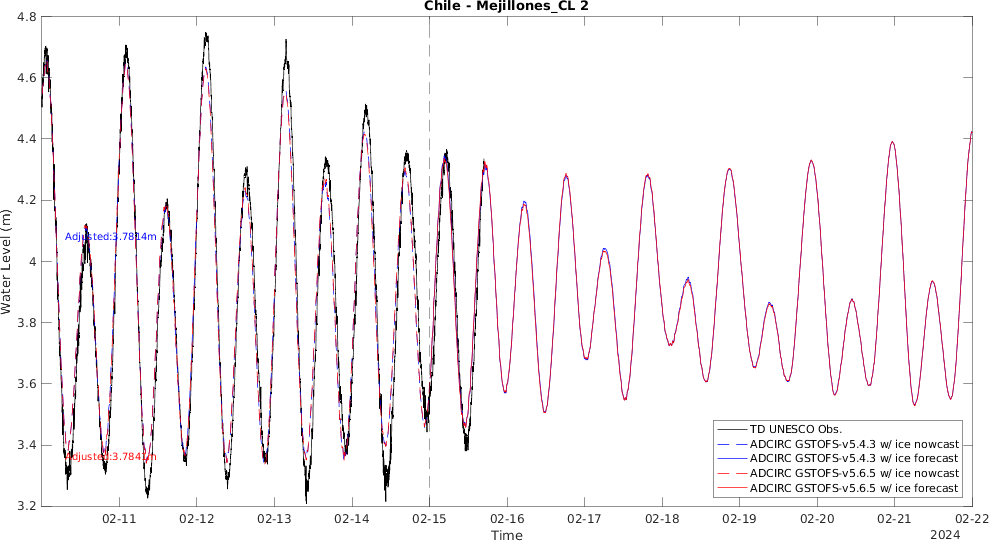 Chile - Mejillones_CL 2
4.8
4.6
4.4
4.2
4
3.8
3.6
3.4
3.2
Water Level (m)
Adjusted:3.7814m
Adjusted:3.7841m
TD UNESCO Obs.
ADCIRC GSTOFS-v5.4.3 w/ ice nowcast
ADCIRC GSTOFS-v5.4.3 w/ ice forecast
ADCIRC GSTOFS-v5.6.5 w/ ice nowcast
ADCIRC GSTOFS-v5.6.5 w/ ice forecast
02-11 02-12 02-13 02-14 02-15 02-16 02-17 02-18 02-19 02-20 02-21 02-22
Time
2024